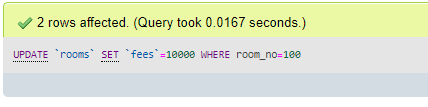 2 rows affected. (Query took 0.0167 seconds.)
UPDATE `rooms` SET `fees`=10000 WHERE room_no=100